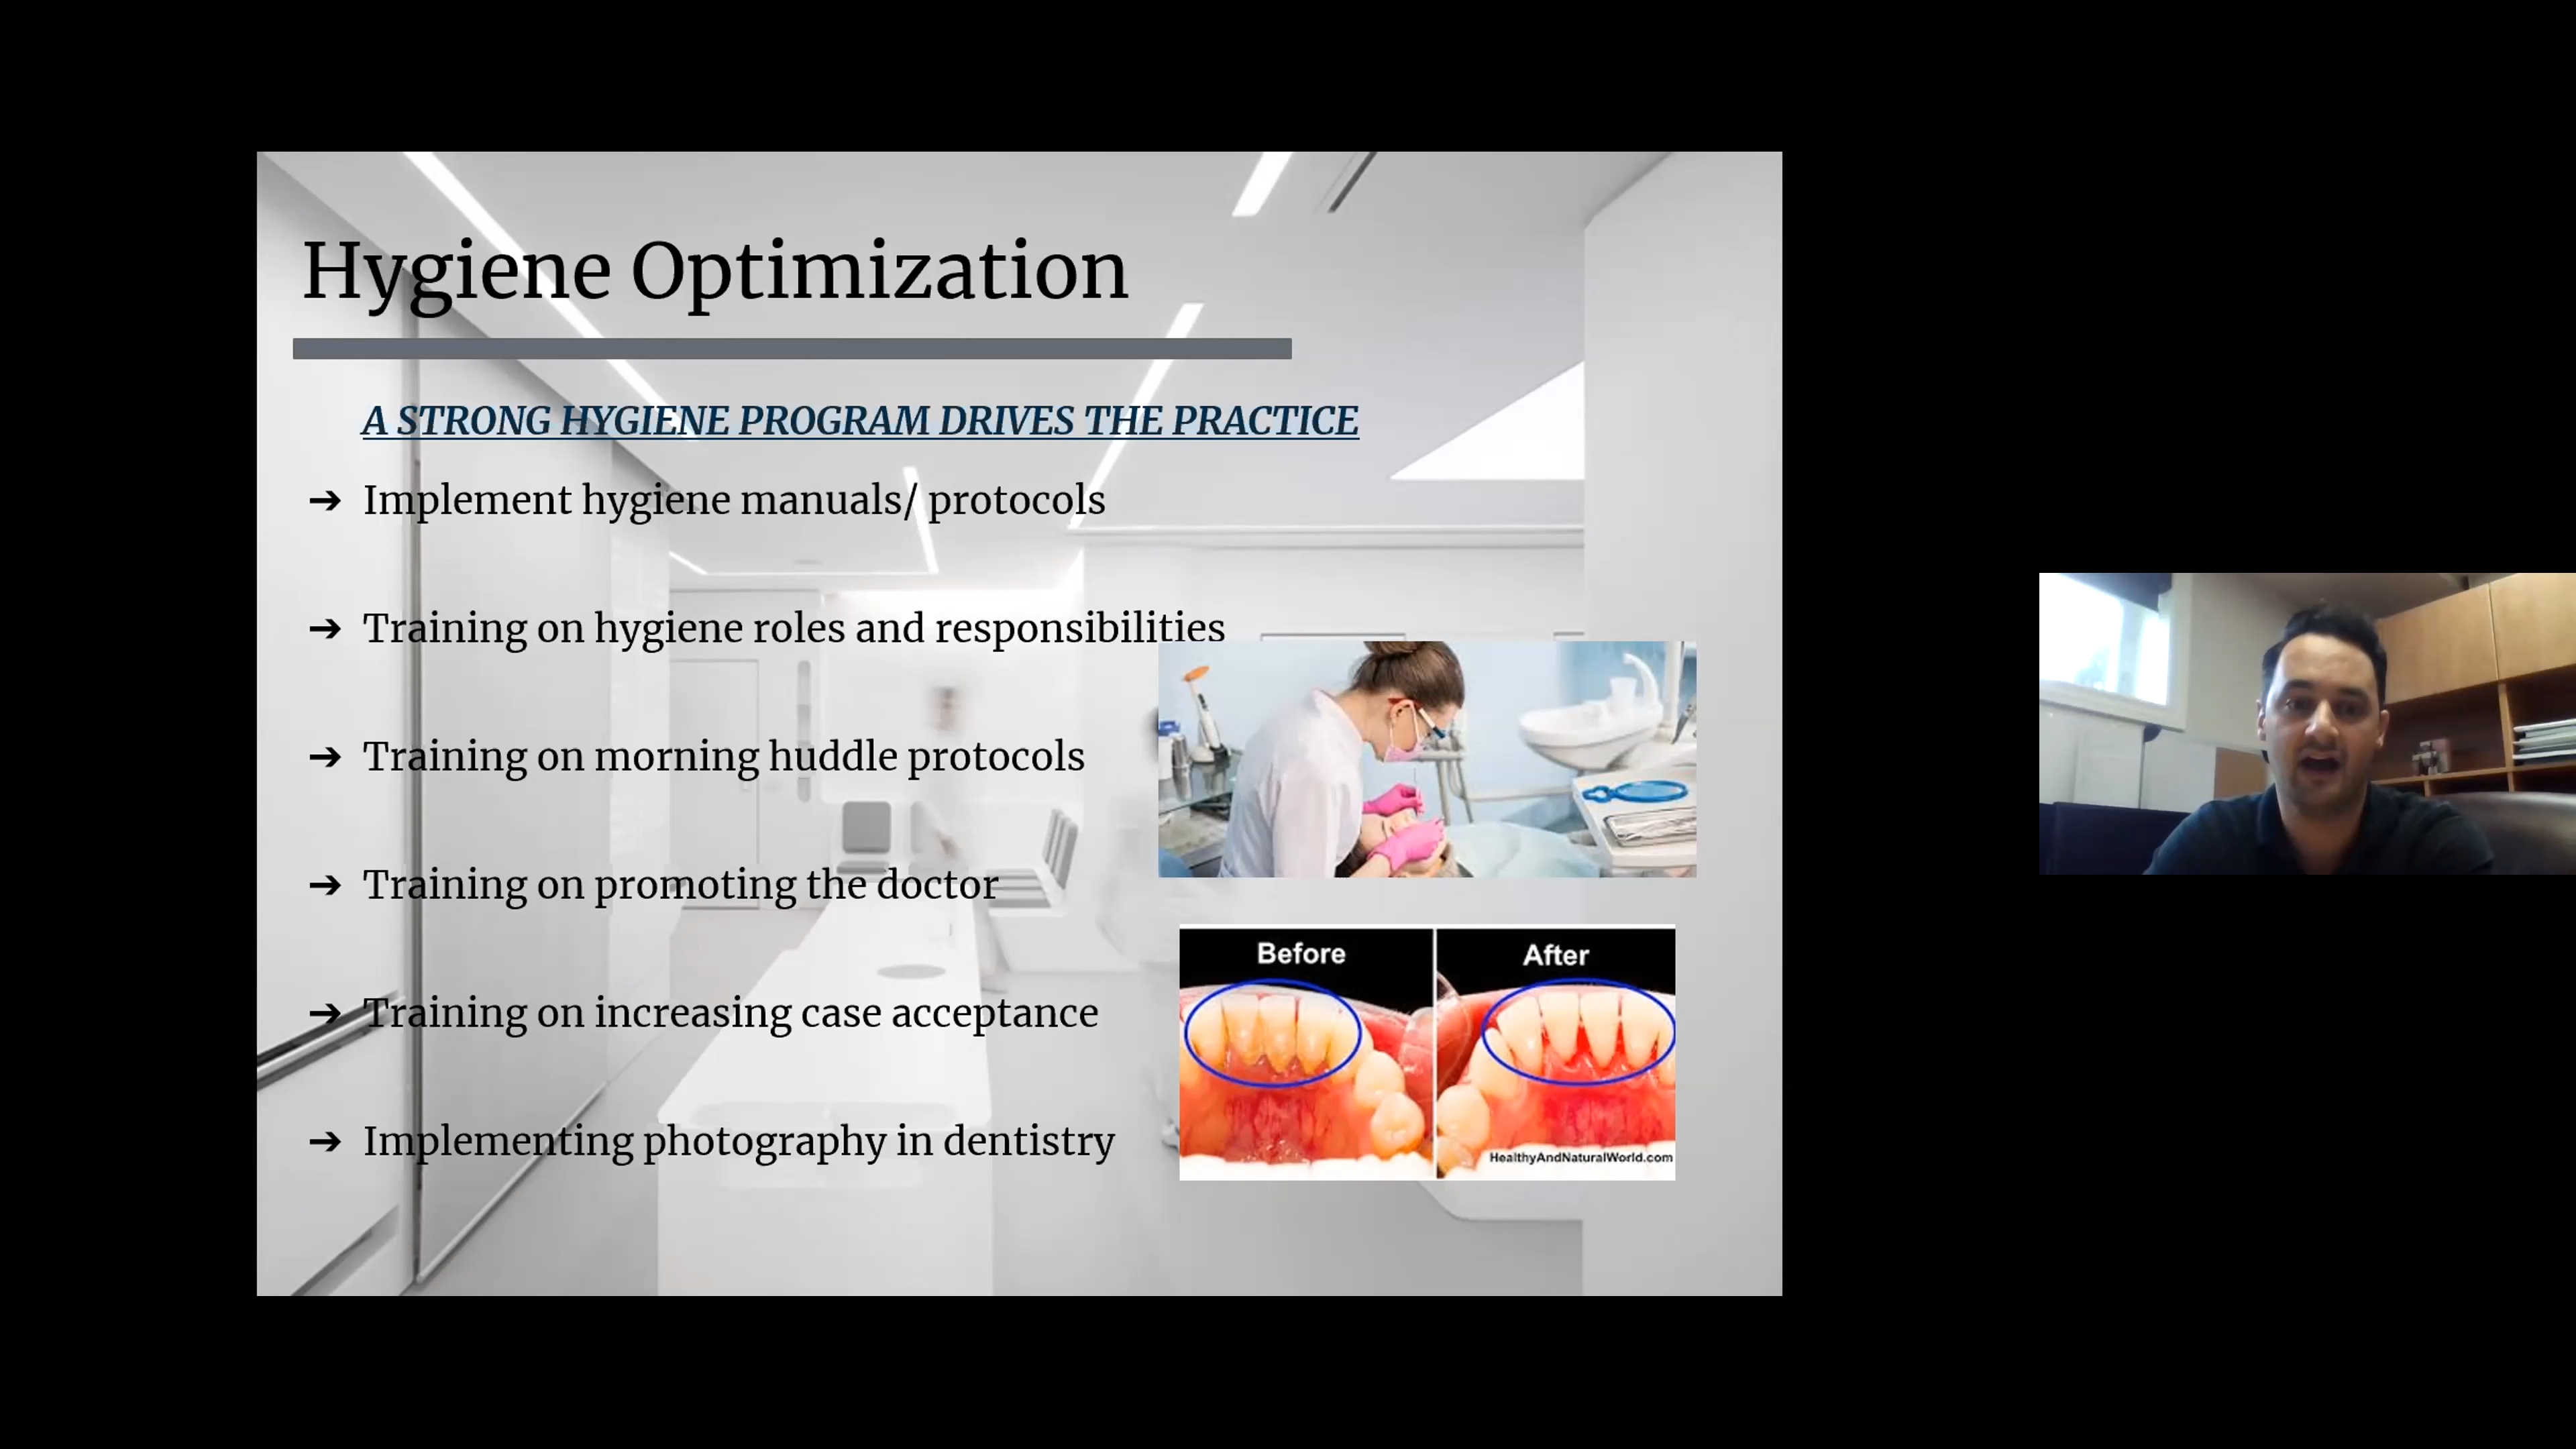 Hygiene Optimization
A STRONG HYGIENE PROGRAM DRIVES THE PRACTICE
➔ Implement hygiene manuals/ protocols
➔ Training on hygiene roles and responsibilities
➔ Training on morning huddle protocols
➔ Training on promoting the doctor
➔ Training on increasing case acceptance
➔ Implementing photography in dentistry
Before
After
HealthyAndNaturalWorld.com